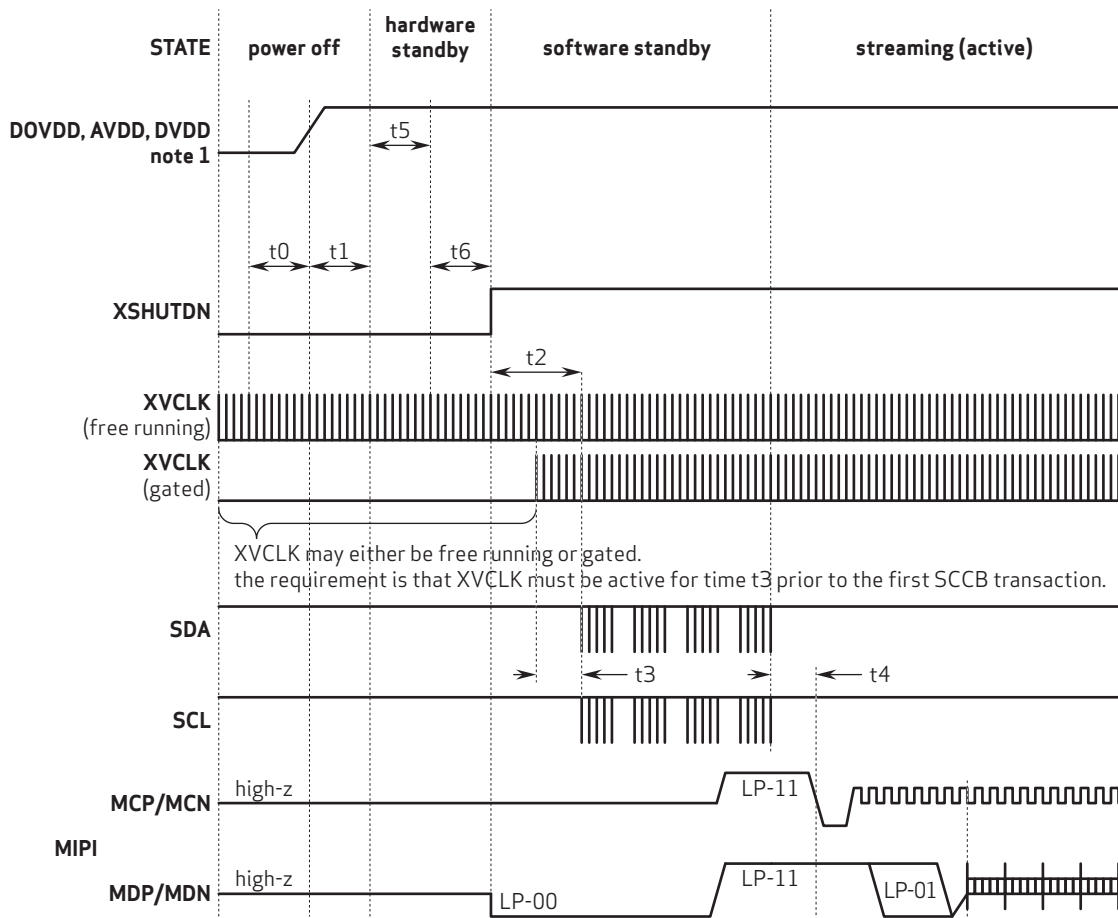 STATE
power off
hardware
standby
software standby
streaming (active)
DOVDD, AVDD, DVDD
note 1
t5
t0
t1
t6
XSHUTDN
t2
XVCLK
(free running)
XVCLK
(gated)
XVCLK may either be free running or gated.
the requirement is that XVCLK must be active for time t3 prior to the first SCCB transaction.
SDA
t3
t4
SCL
high-z
LP-11
MCP/MCN
MIPI
high-z
LP-11
LP-01
MDP/MDN
LP-00